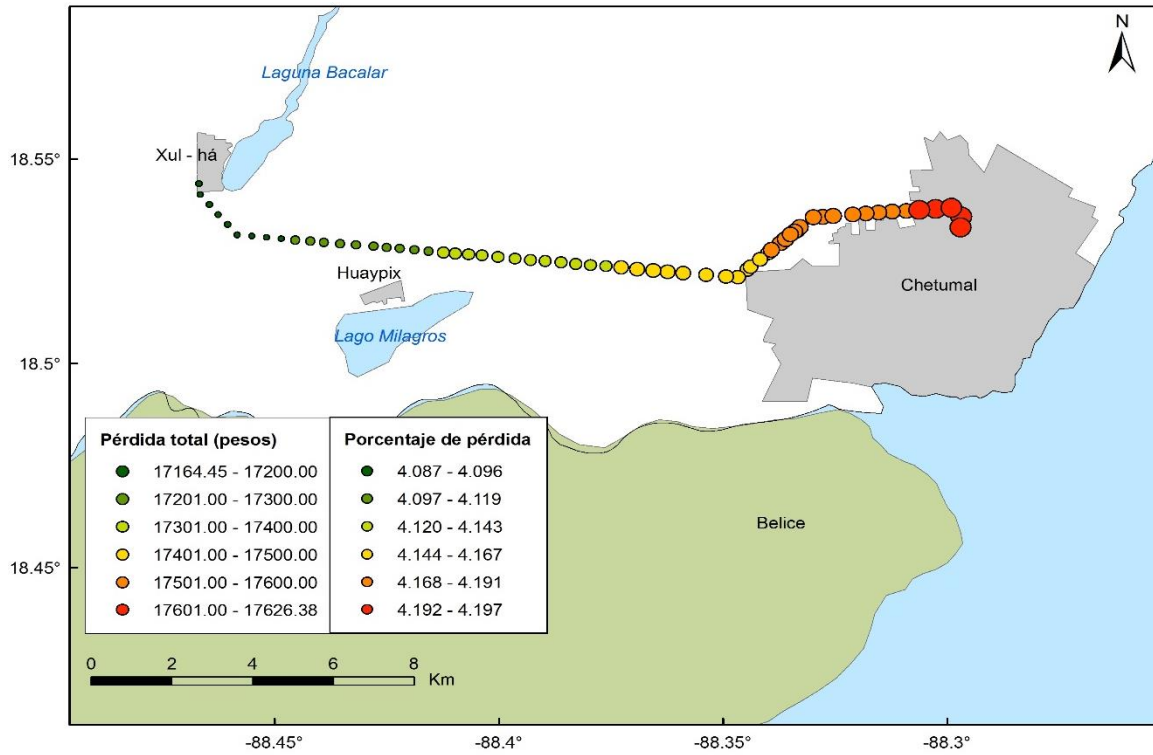 N
Laguna Bacalar
Xul - há
18.55°
Huaypix
Chetumal
Lago Milagros
18.5°
Pérdida total (pesos)
17164.45 - 17200.00
17201.00 - 17300.00
17301.00 - 17400.00
17401.00 - 17500.00
17501.00 - 17600.00
17601.00 - 17626.38
Porcentaje de pérdida
4.087 - 4.096
4.097 - 4.119
4.120 - 4.143
4.144 - 4.167
4.168 - 4.191
4.192 - 4.197
Belice
18.45°
0 2 4 6 8
Km
-88.45° -88.4° -88.35° -88.3°